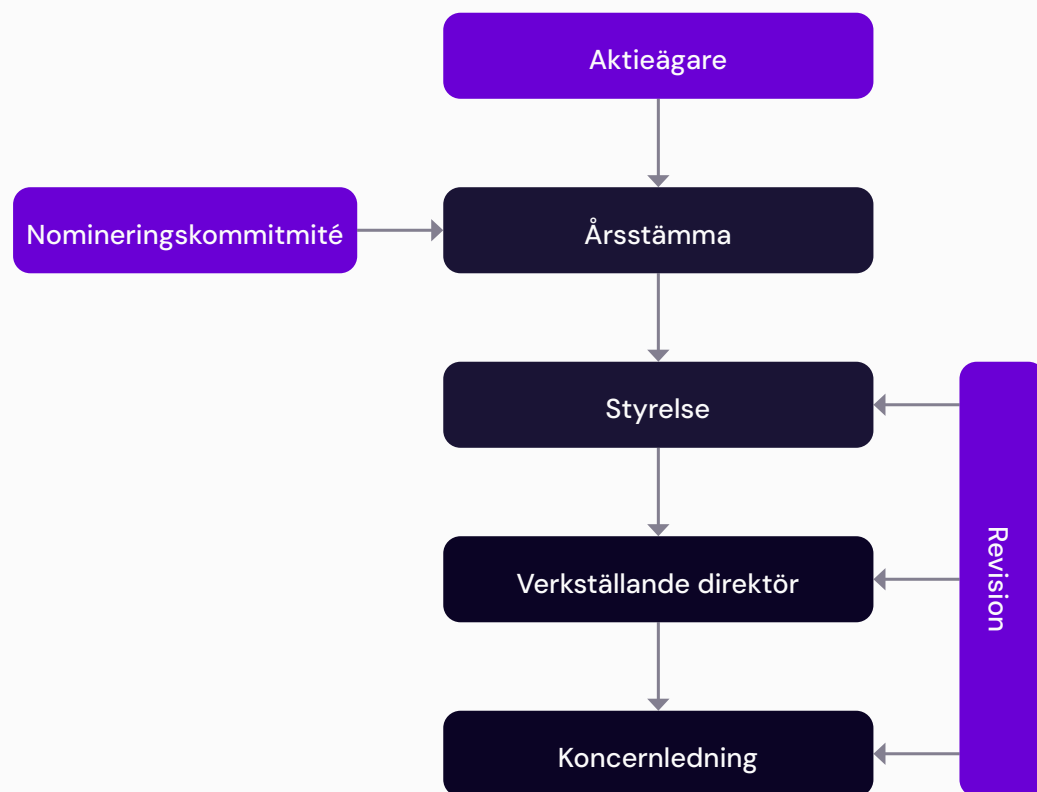 Aktieägare
Nomineringskommitmité
Årsstämma
Styrelse
Verkställande direktör
Revision
Koncernledning